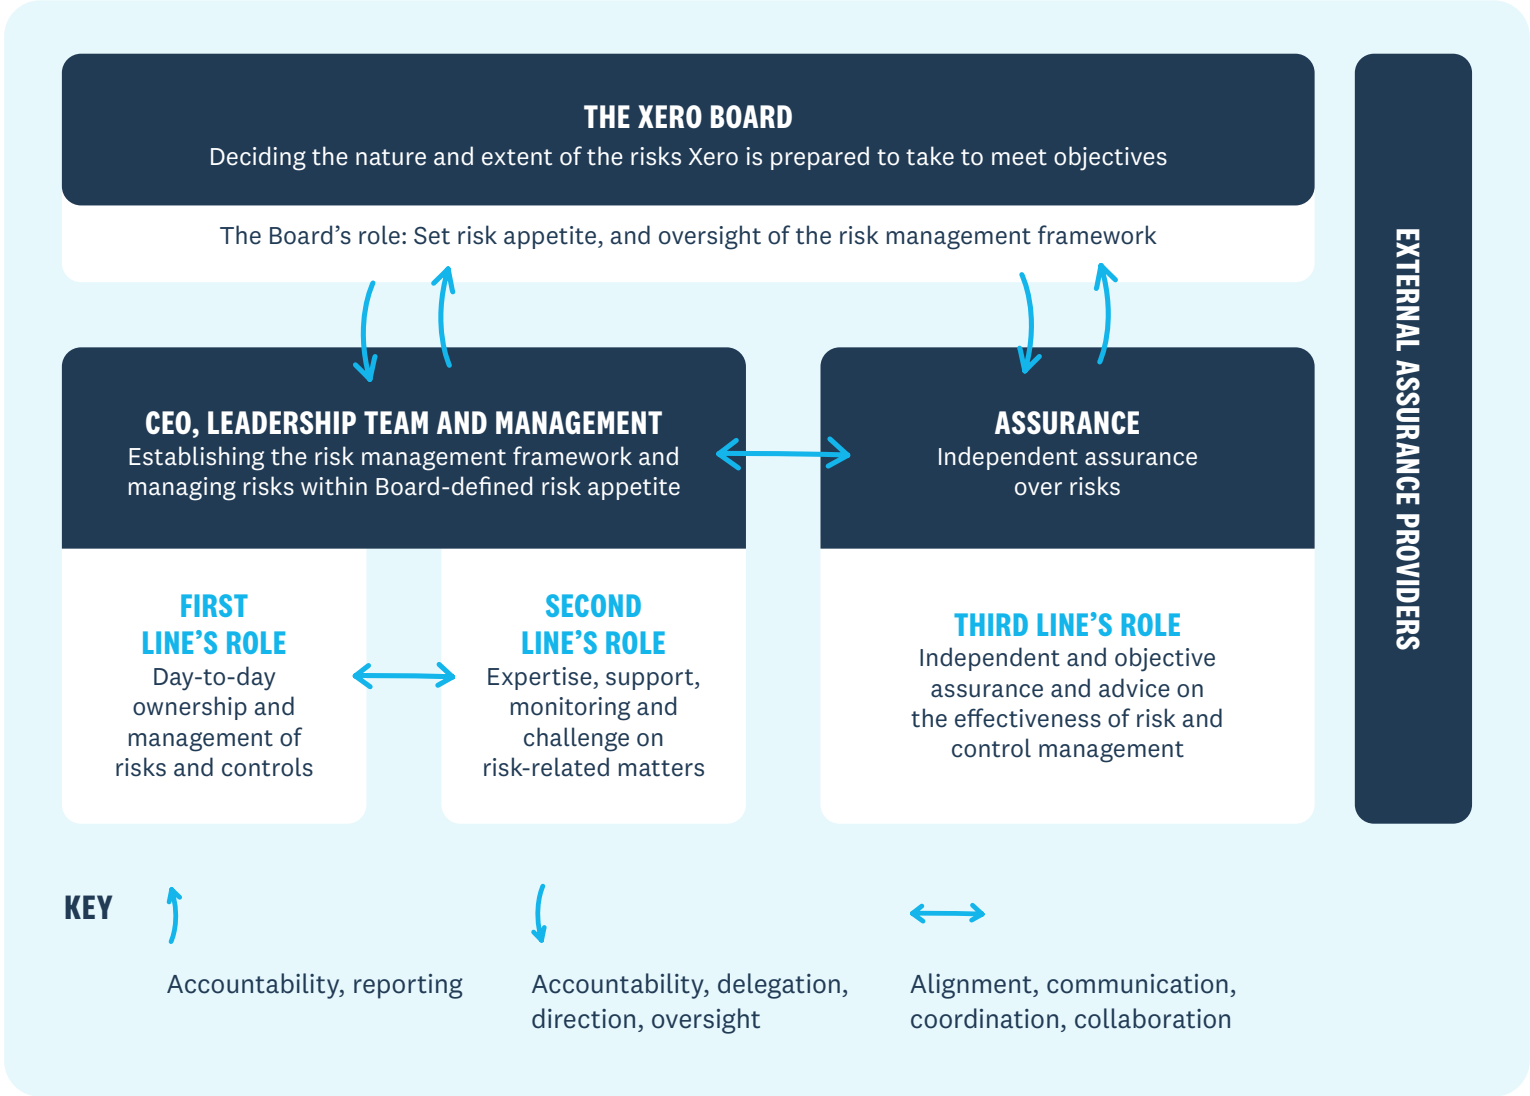 THE XERO BOARD
Deciding the nature and extent of the risks Xero is prepared to take to meet objectives
The Board’s role: Set risk appetite, and oversight of the risk management framework
CEO, LEADERSHIP TEAM AND MANAGEMENT
Establishing the risk management framework and
managing risks within Board-defined risk appetite
ASSURANCE
Independent assurance
over risks
FIRST
LINE’S ROLE
Day-to-day
ownership and
management of
risks and controls
SECOND
LINE’S ROLE
Expertise, support,
monitoring and
challenge on
risk-related matters
THIRD LINE’S ROLE
Independent and objective
assurance and advice on
the effectiveness of risk and
control management
EXTERNAL ASSURANCE PROVIDERS
KEY
Accountability, reporting
Accountability, delegation,
direction, oversight
Alignment, communication,
coordination, collaboration